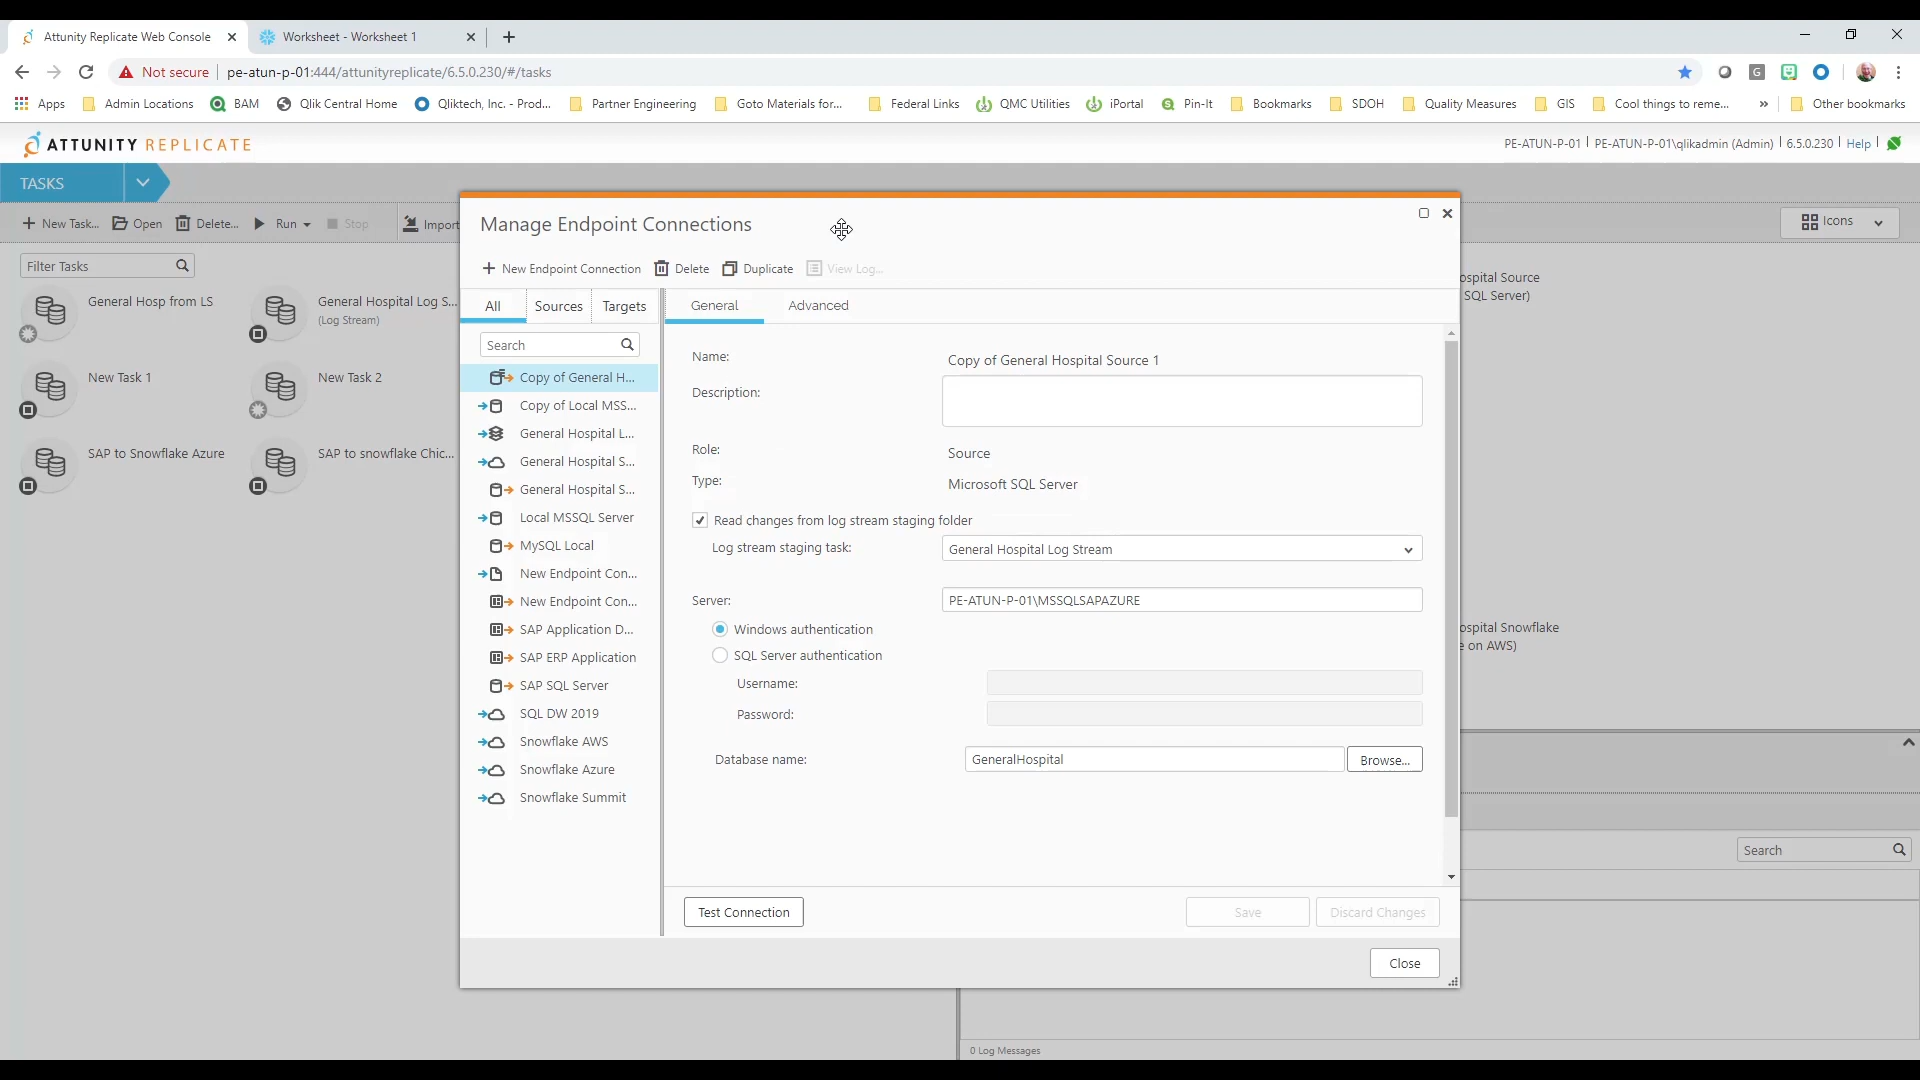 Attunity Replicate Web Console
Worksheet - Worksheet 1
Not secure
pe-atun-p-01:444/attunityreplicate/6.5.0.230/#/tasks
Apps
Admin Locations
BAM
Qlik Central Home
Qliktech, Inc. - Prod...
Partner Engineering
Goto Materials for...
Federal Links
QMC Utilities
iPortal
Pin-It
Bookmarks
SDOH
Quality Measures
GIS
Cool things to reme...
»
Other bookmarks
ATTUNITY REPLICATE
PE-ATUN-P-01 | PE-ATUN-P-01\qlikadmin (Admin) | 6.5.0.230 | Help
TASKS
New Task...
Open
Delete...
Run
Stop
Import
Icons
Filter Tasks
General Hosp from LS
General Hospital Log S...
(Log Stream)
New Task 1
New Task 2
SAP to Snowflake Azure
SAP to snowflake Chic...
Manage Endpoint Connections
New Endpoint Connection
Delete
Duplicate
View Log...
All
Sources
Targets
Search
Copy of General H...
Copy of Local MSS...
General Hospital L...
General Hospital S...
General Hospital S...
Local MSSQL Server
MySQL Local
New Endpoint Con...
New Endpoint Con...
SAP Application D...
SAP ERP Application
SAP SQL Server
SQL DW 2019
Snowflake AWS
Snowflake Azure
Snowflake Summit
General
Advanced
Name:
Copy of General Hospital Source 1
Description:
Role:
Source
Type:
Microsoft SQL Server
Read changes from log stream staging folder
Log stream staging task:
General Hospital Log Stream
Server:
PE-ATUN-P-01\MSSQLSAPAZURE
Windows authentication
SQL Server authentication
Username:
Password:
Database name:
GeneralHospital
Browse...
Test Connection
Save
Discard Changes
Close
ospital Source
SQL Server)
ospital Snowflake
e on AWS)
Search
0 Log Messages